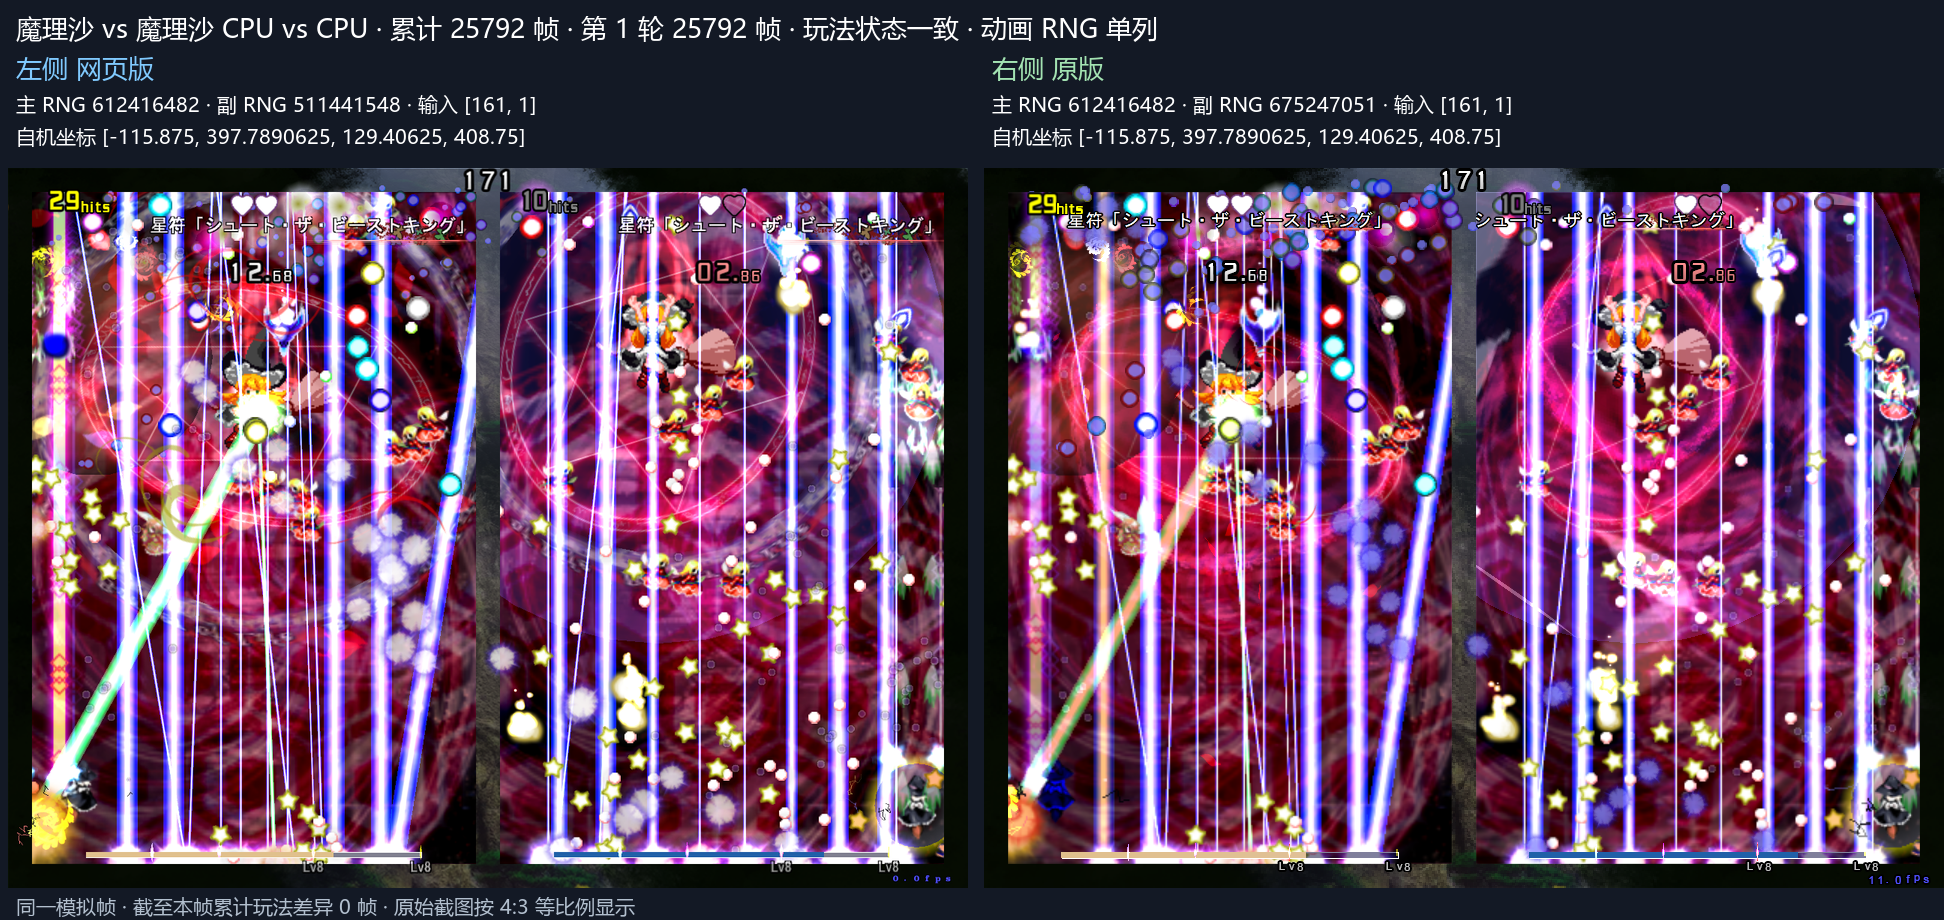 魔理沙 vs 魔理沙 CPU vs CPU · 累计 25792 帧 · 第 1 轮 25792 帧 · 玩法状态一致 · 动画 RNG 单列
左侧 网页版
主 RNG 612416482 · 副 RNG 511441548 · 输入 [161, 1]
自机坐标 [-115.875, 397.7890625, 129.40625, 408.75]
右侧 原版
主 RNG 612416482 · 副 RNG 675247051 · 输入 [161, 1]
自机坐标 [-115.875, 397.7890625, 129.40625, 408.75]
171
29hits
10hits
星符「シュート・ザ・ビーストキング」
星符「シュート・ザ・ビーストキング」
12.68
02.86
Lv8
Lv8
Lv8
Lv8
0.0fps
171
29hits
10hits
星符「シュート・ザ・ビーストキング」
シュート・ザ・ビーストキング」
12.68
02.86
Lv8
Lv8
Lv8
Lv8
11.0fps
同一模拟帧 · 截至本帧累计玩法差异 0 帧 · 原始截图按 4:3 等比例显示